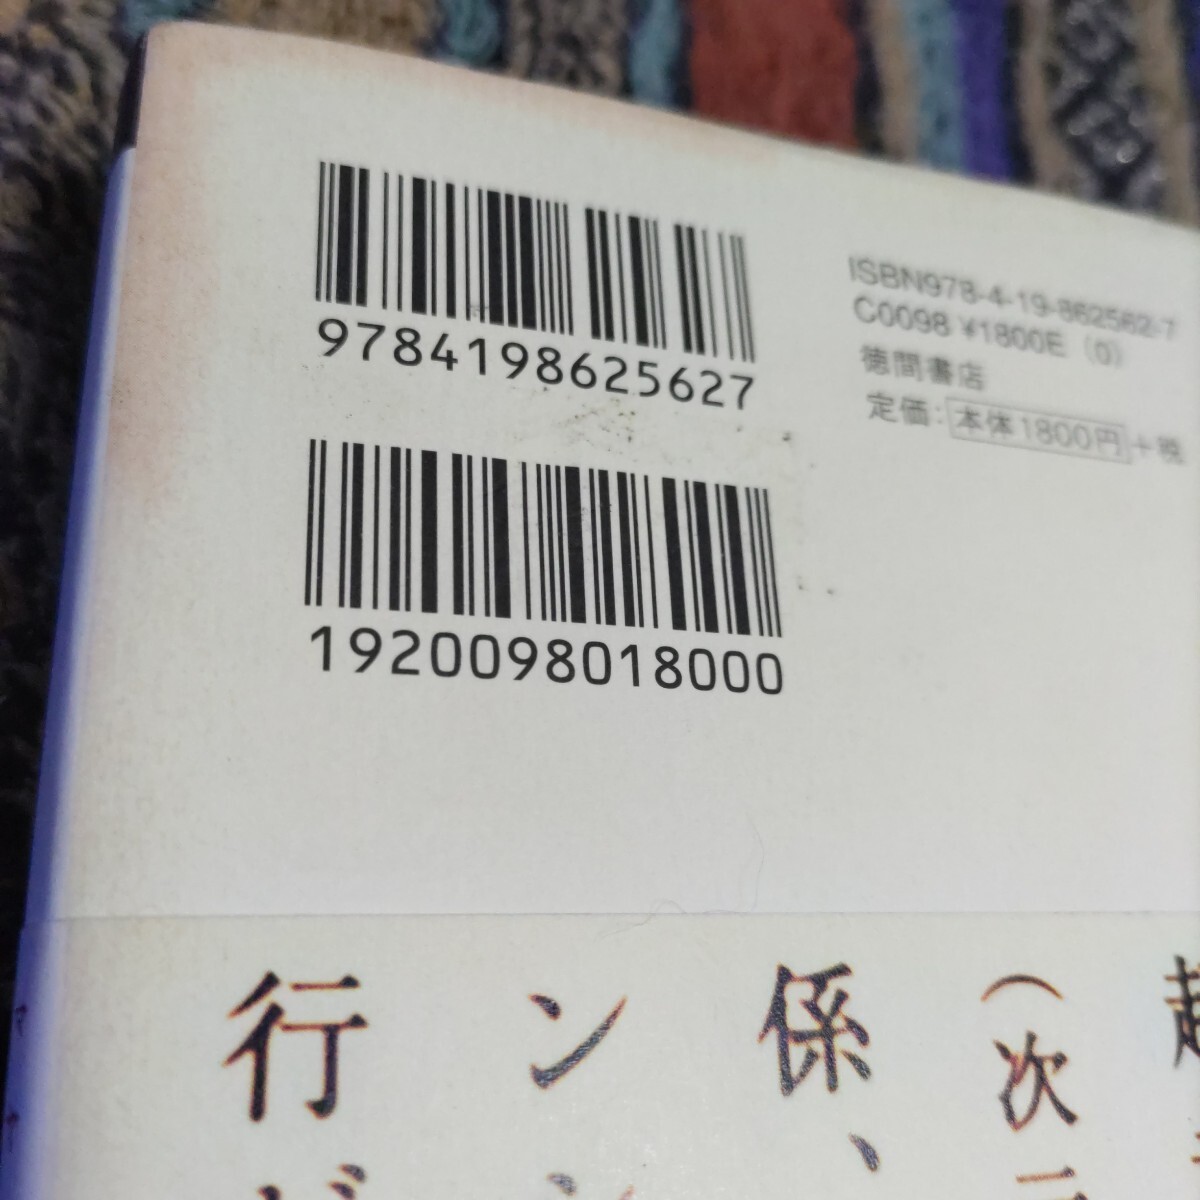 9784198625627
1920098018000
ISBN978-4-19-862562-7
C0098 ¥1800E (0)
徳間書店
定価: 本体1800円 +税
(次
係、
ン
行